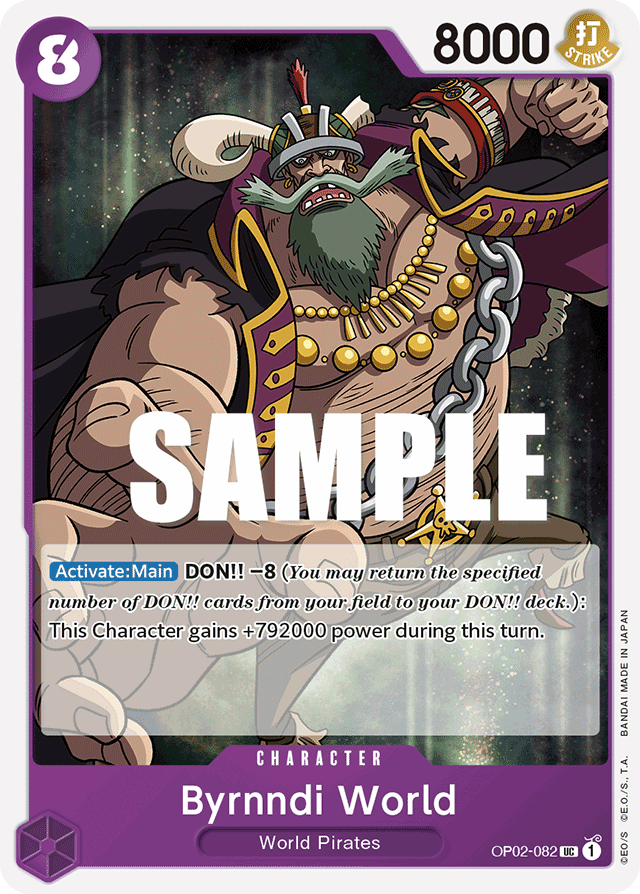 8
8000
打
STRIKE
SAMPLE
Activate:Main DON!! −8 (You may return the specified
number of DON!! cards from your field to your DON!! deck.):
This Character gains +792000 power during this turn.
CHARACTER
Byrnndi World
World Pirates
OP02-082 UC 1
©E.O/S ©E.O./S., T.A. BANDAI MADE IN JAPAN